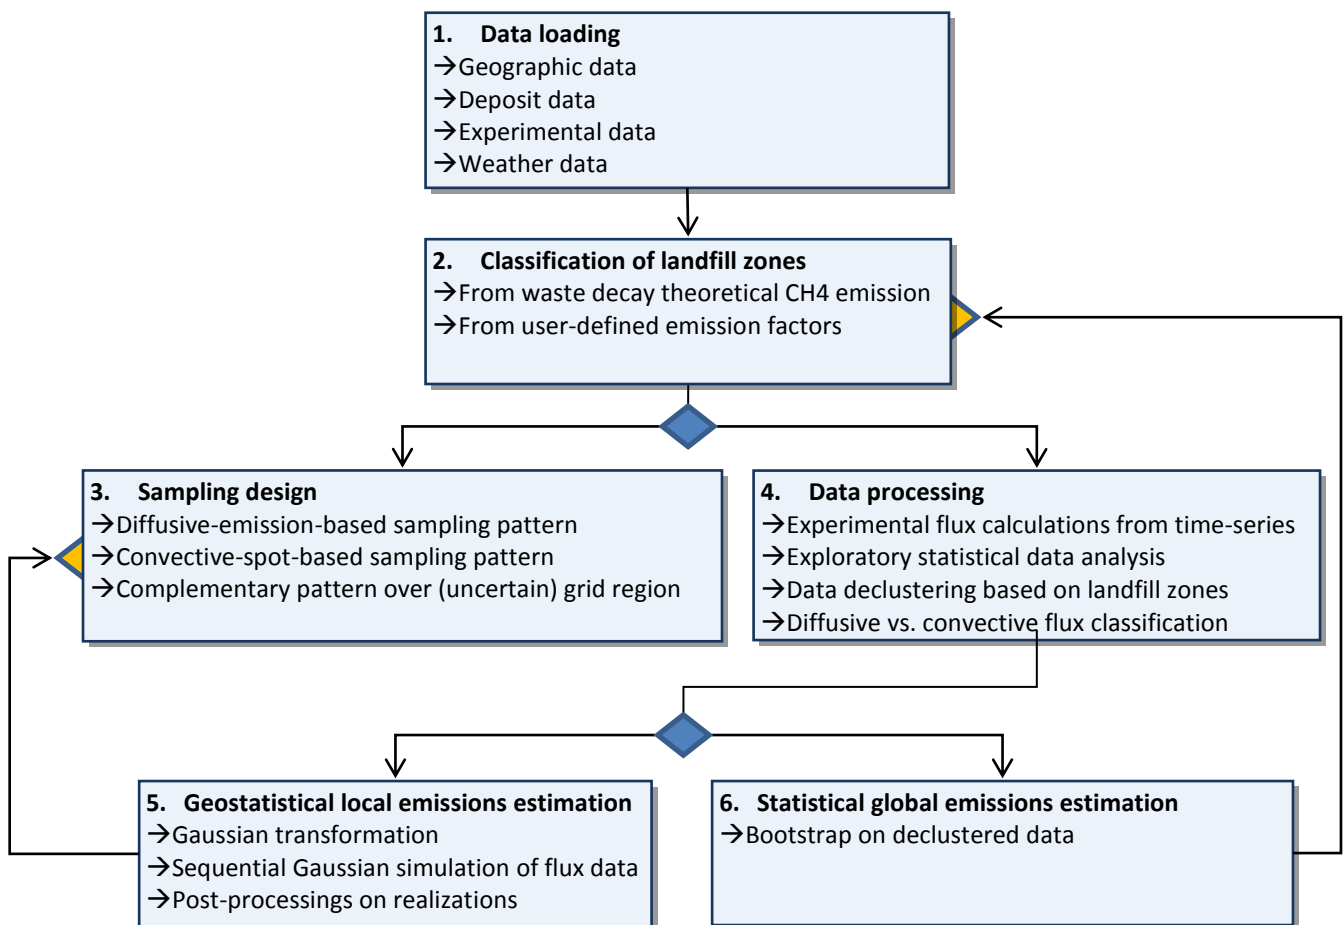 1. Data loading
→Geographic data
→Deposit data
→Experimental data
→Weather data
2. Classification of landfill zones
→From waste decay theoretical CH4 emission
→From user-defined emission factors
3. Sampling design
→Diffusive-emission-based sampling pattern
→Convective-spot-based sampling pattern
→Complementary pattern over (uncertain) grid region
4. Data processing
→Experimental flux calculations from time-series
→Exploratory statistical data analysis
→Data declustering based on landfill zones
→Diffusive vs. convective flux classification
5. Geostatistical local emissions estimation
→Gaussian transformation
→Sequential Gaussian simulation of flux data
→Post-processings on realizations
6. Statistical global emissions estimation
→Bootstrap on declustered data